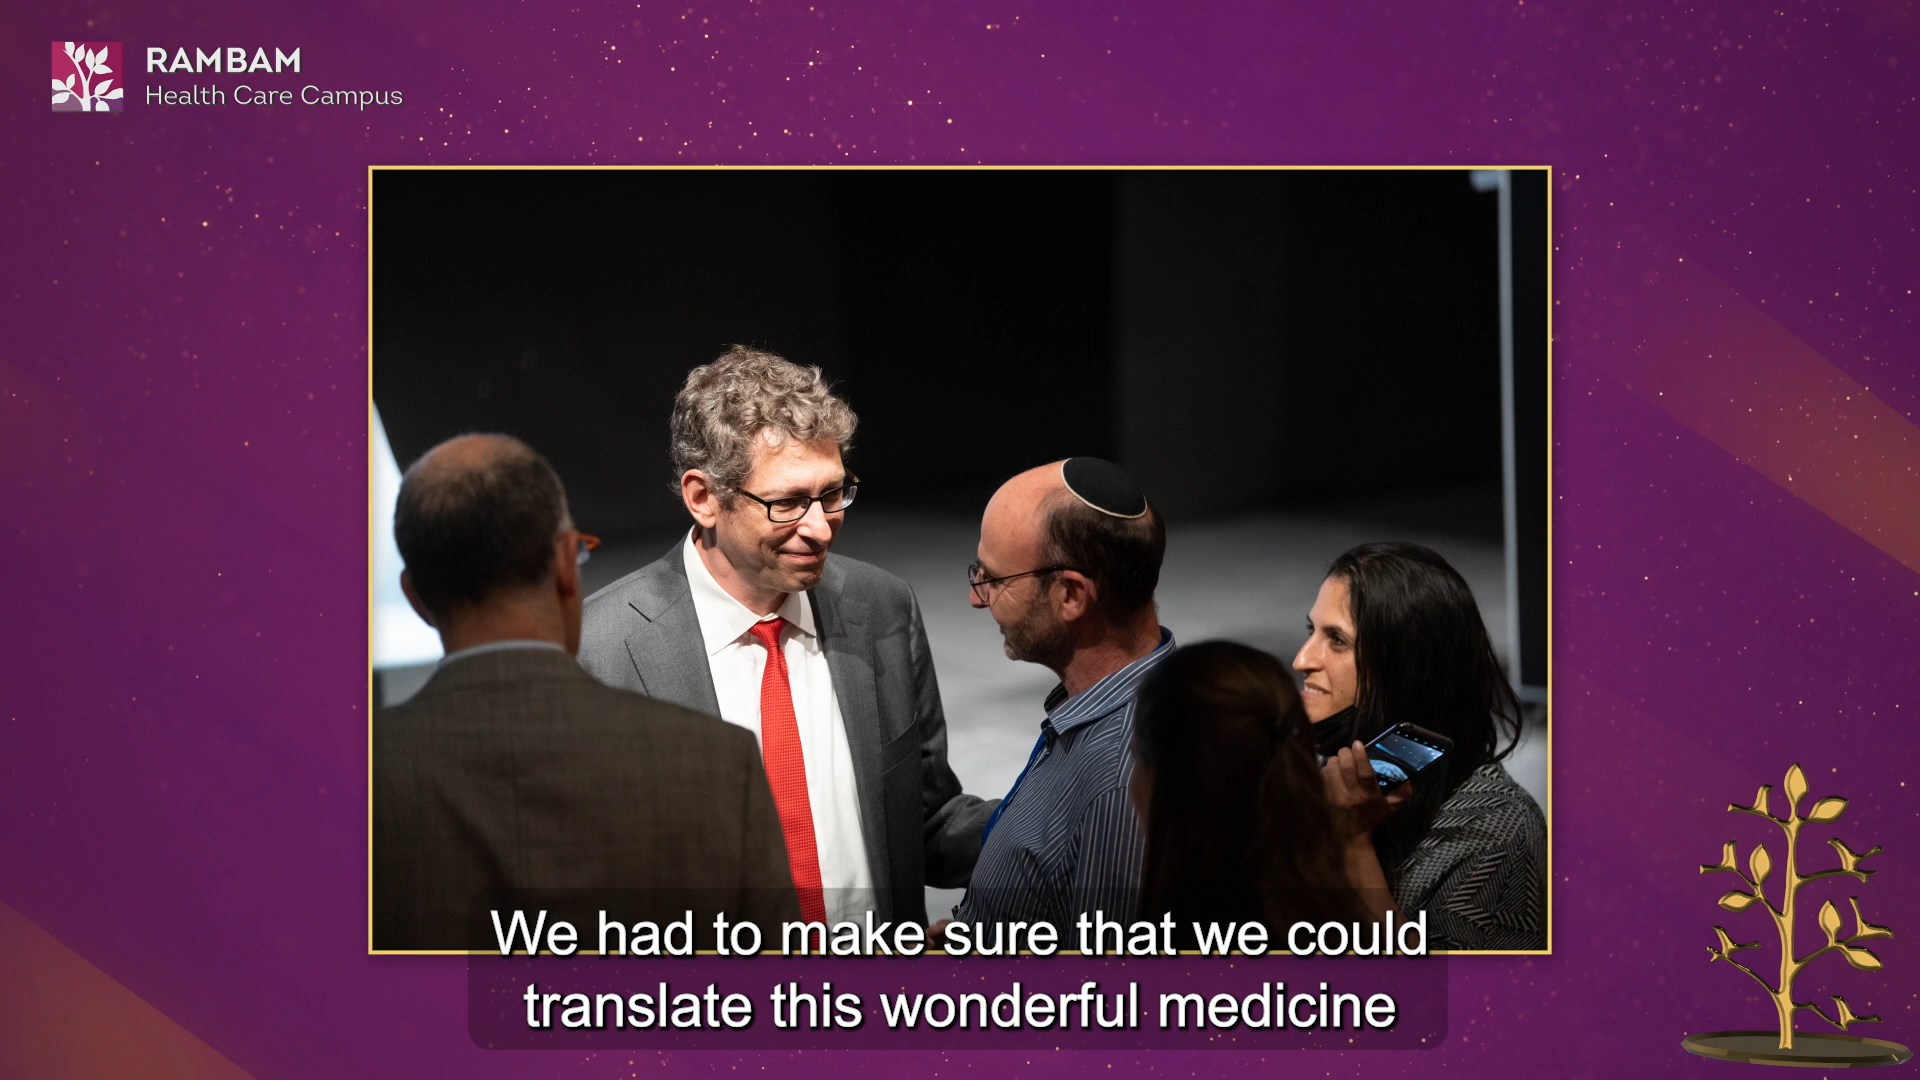 RAMBAM
Health Care Campus
We had to make sure that we could
translate this wonderful medicine